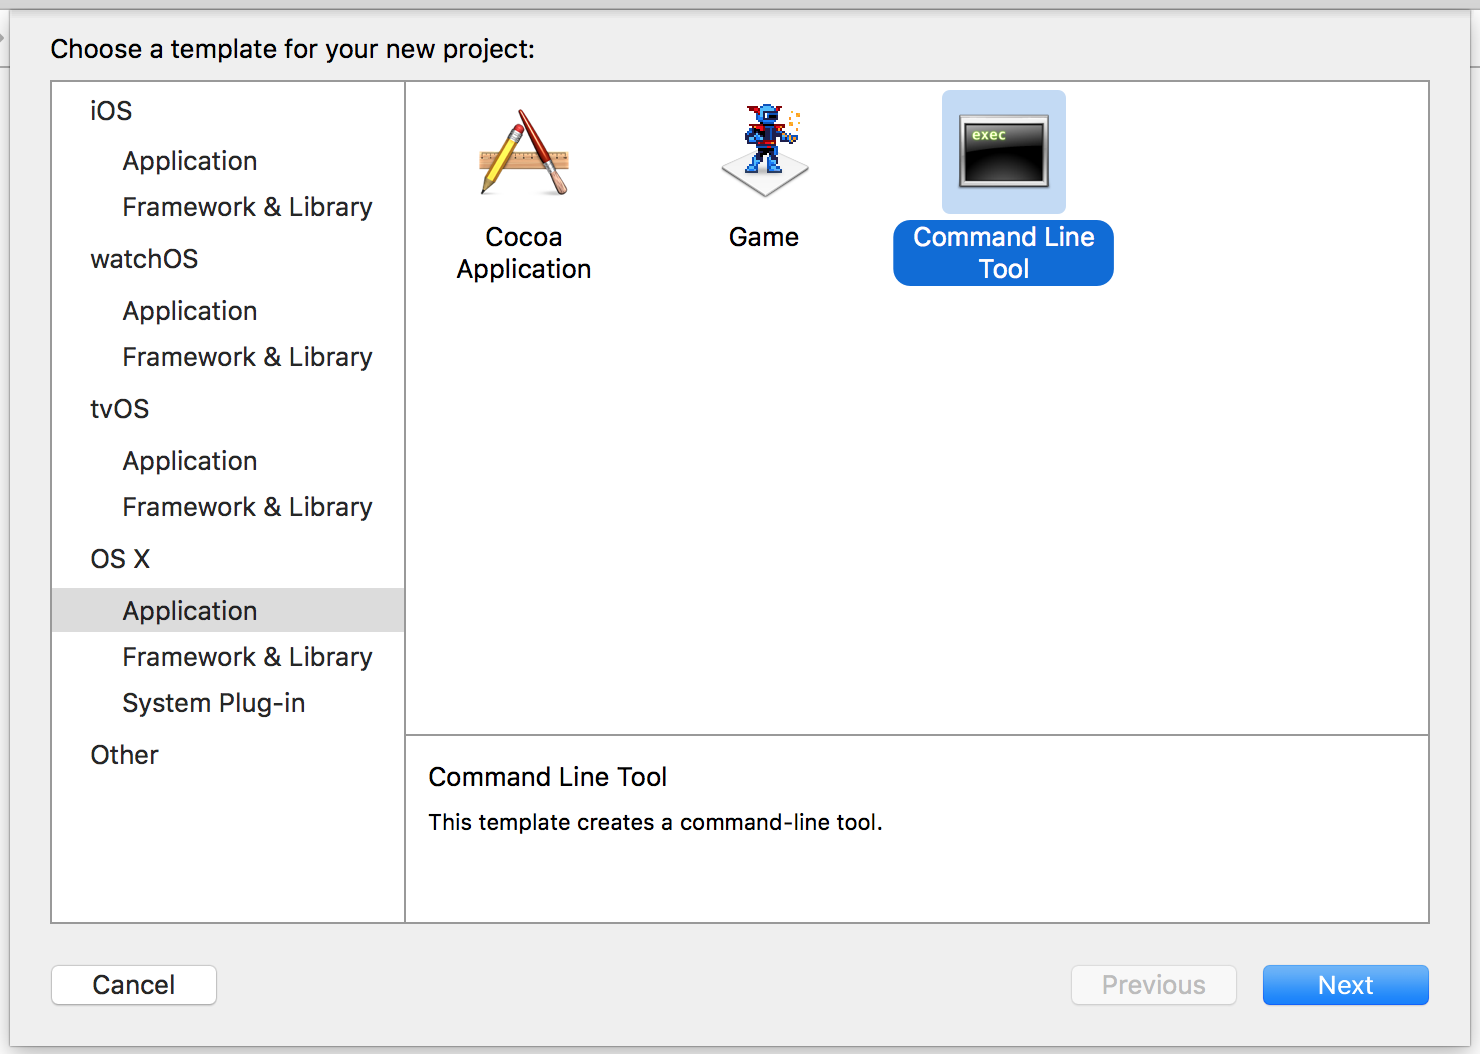 Choose a template for your new project:
iOS
Application
Framework & Library
watchOS
Application
Framework & Library
tvOS
Application
Framework & Library
OS X
Application
Framework & Library
System Plug-in
Other
Cocoa
Application
Game
exec
Command Line
Tool
Command Line Tool
This template creates a command-line tool.
Cancel
Previous
Next